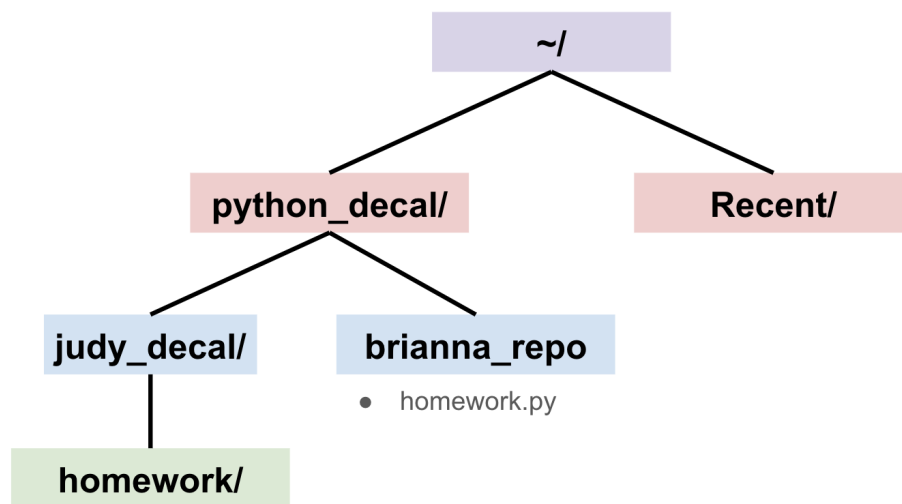 ~/
python_decal/
Recent/
judy_decal/
brianna_repo
● homework.py
homework/